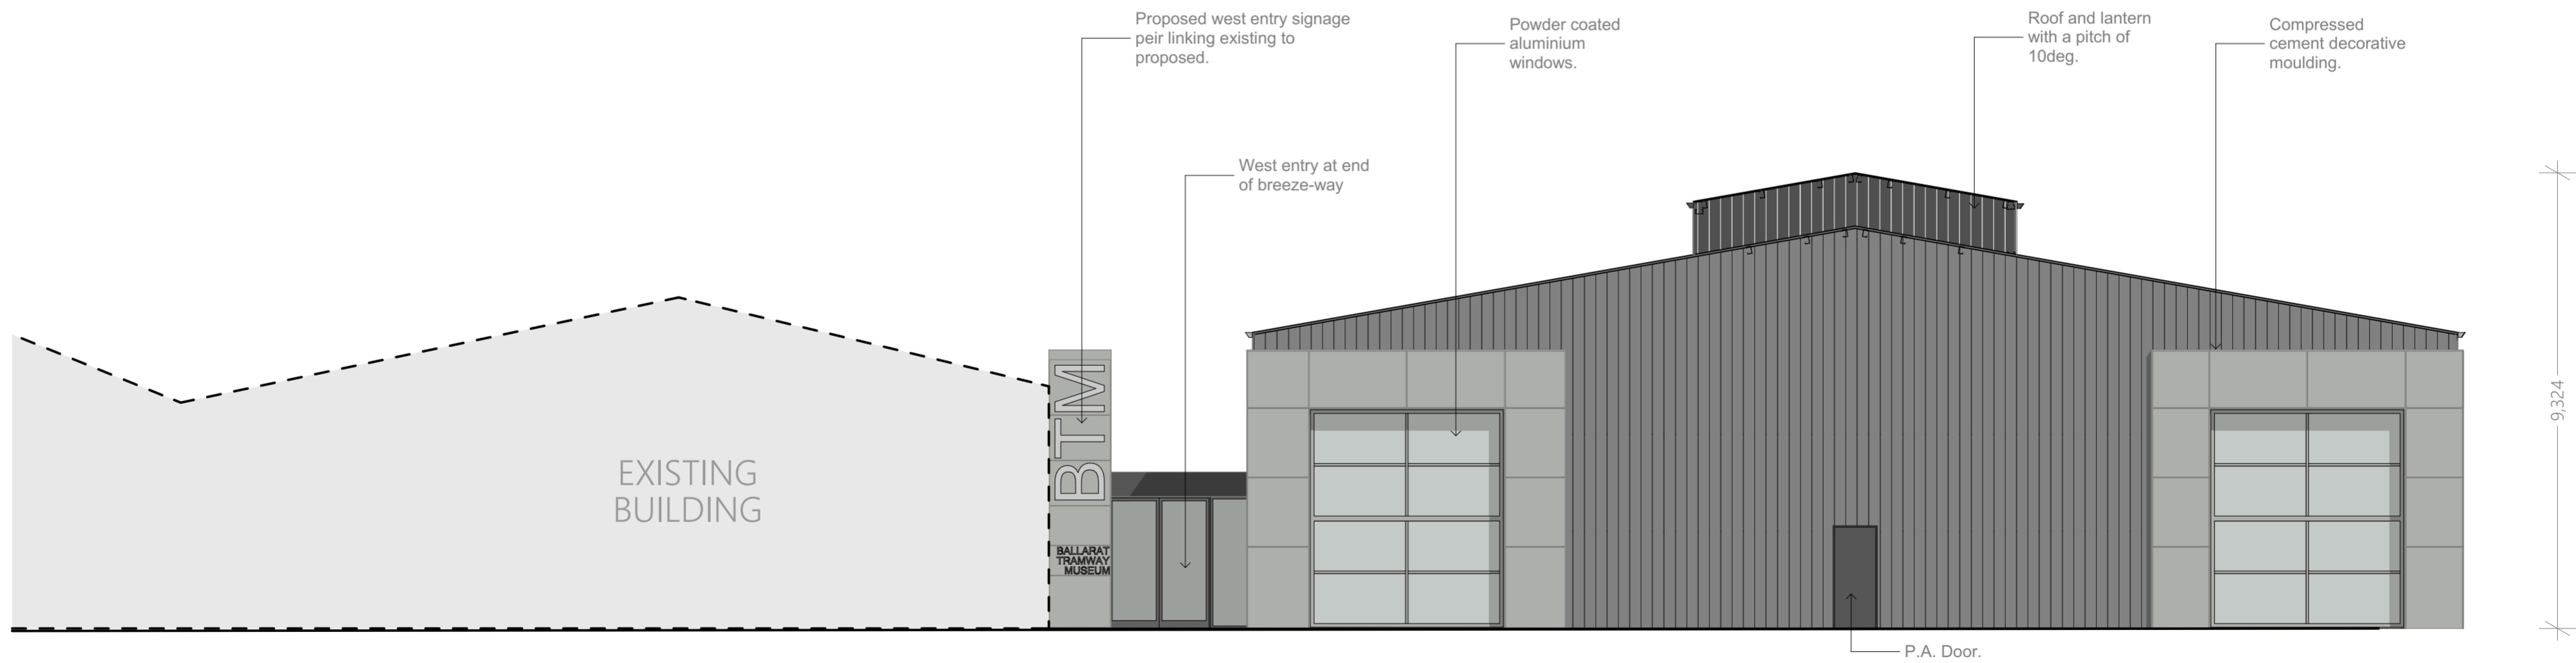 Proposed west entry signage
peir linking existing to
proposed.
Powder coated
aluminium
windows.
Roof and lantern
with a pitch of
10deg.
Compressed
cement decorative
moulding.
West entry at end
of breeze-way
EXISTING
BUILDING
BTM
BALLARAT
TRAMWAY
MUSEUM
9,324
P.A. Door.